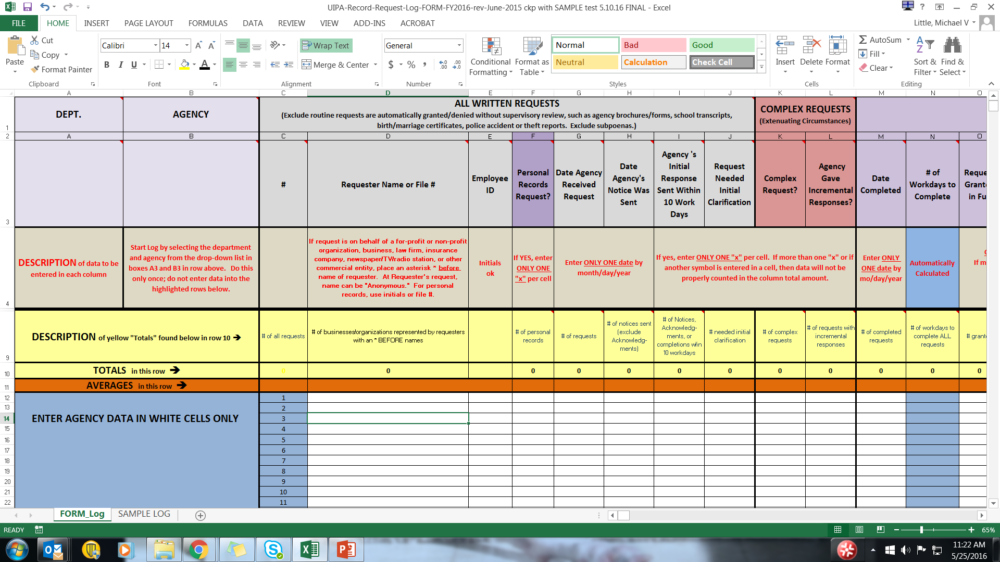 UIPA-Record-Request-Log-FORM-FY2016-rev-June-2015 ckp with SAMPLE test 5.10.16 FINAL - Excel
FILE HOME INSERT PAGE LAYOUT FORMULAS DATA REVIEW VIEW ADD-INS ACROBAT
Little, Michael V
Paste
Cut
Copy
Format Painter
Clipboard
Calibri 14
B I U
Font
Wrap Text
Merge & Center
Alignment
General
$ % ,
Number
Conditional
Formatting
Format as
Table
Normal Bad Good
Neutral Calculation Check Cell
Styles
Insert Delete Format
Cells
AutoSum
Fill
Clear
Sort &
Filter
Find &
Select
Editing
A B C D E F G H I J K L M N O
1
DEPT.
AGENCY
ALL WRITTEN REQUESTS
(Exclude routine requests are automatically granted/denied without supervisory review, such as agency brochures/forms, school transcripts,
birth/marriage certificates, police accident or theft reports. Exclude subpoenas.)
COMPLEX REQUESTS
(Extenuating Circumstances)
2 A B C D E F G H I J K L M N O
3
#
Requester Name or File #
Employee
ID
Personal
Records
Request?
Date Agency
Received
Request
Date
Agency's
Notice Was
Sent
Agency 's
Initial
Response
Sent Within
10 Work
Days
Request
Needed
Initial
Clarification
Complex
Request?
Agency
Gave
Incremental
Responses?
Date
Completed
# of
Workdays to
Complete
Reque
Grant
in Fu
4
DESCRIPTION of data to be
entered in each column
Start Log by selecting the department
and agency from the drop-down list in
boxes A3 and B3 in row above. Do this
only once; do not enter data into the
highlighted rows below.
If request is on behalf of a for-profit or non-profit
organization, business, law firm, insurance
company, newspaper/TV/radio station, or other
commercial entity, place an asterisk * before
name of requester. At Requester's request,
name can be "Anonymous." For personal
records, use initials or file #.
Initials
ok
If YES, enter
ONLY ONE
"x" per cell
Enter ONLY ONE date by
month/day/year
If yes, enter ONLY ONE "x" per cell. If more than one "x" or if
another symbol is entered in a cell, then data will not be
properly counted in the column total amount.
Enter ONLY
ONE date by
mo/day/year
Automatically
Calculated
If m
9
DESCRIPTION of yellow "Totals" found below in row 10 ➔
# of all requests
# of businesses/organizations represented by requesters
with an * BEFORE names
# of personal
records
# of requests
# of notices sent
(exclude
Acknowledg-
ments)
# of Notices,
Acknowledg-
ments, or
completions w/in
10 workdays
# needed initial
clarification
# of complex
requests
# of requests with
incremental
responses
# of completed
requests
# of workdays to
complete ALL
requests
# grant
10 TOTALS in this row ➔ 0 0 0 0 0 0 0 0 0 0 0 0
11 AVERAGES in this row ➔
12 1
13 2
14 ENTER AGENCY DATA IN WHITE CELLS ONLY 3
15 4
16 5
17 6
18 7
19 8
20 9
21 10
22 11
FORM_Log SAMPLE LOG
READY
65%
11:22 AM
5/25/2016